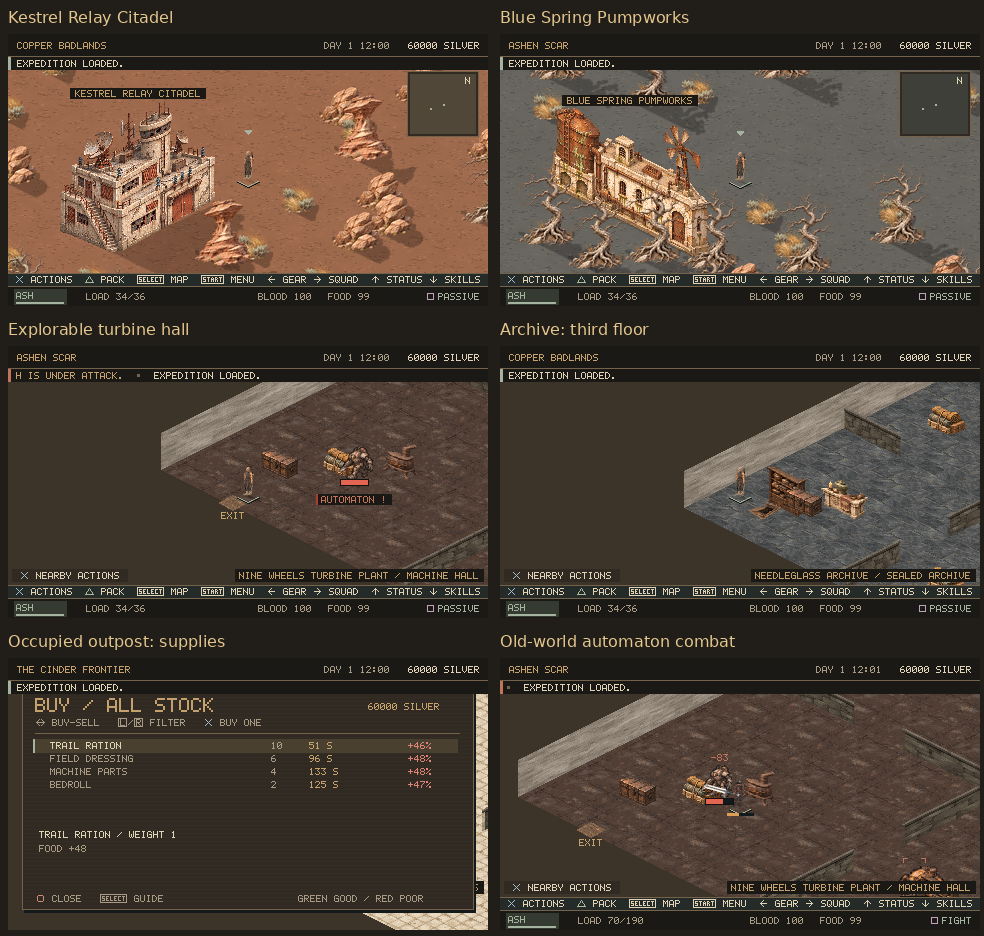 Kestrel Relay Citadel
COPPER BADLANDS DAY 1 12:00 60000 SILVER
EXPEDITION LOADED.
N
KESTREL RELAY CITADEL
ACTIONS PACK SELECT MAP START MENU GEAR SQUAD STATUS SKILLS
ASH LOAD 34/36 BLOOD 100 FOOD 99 PASSIVE
Blue Spring Pumpworks
ASHEN SCAR DAY 1 12:00 60000 SILVER
EXPEDITION LOADED.
N
BLUE SPRING PUMPWORKS
ACTIONS PACK SELECT MAP START MENU GEAR SQUAD STATUS SKILLS
ASH LOAD 34/36 BLOOD 100 FOOD 99 PASSIVE
Explorable turbine hall
ASHEN SCAR DAY 1 12:00 60000 SILVER
H IS UNDER ATTACK. • EXPEDITION LOADED.
AUTOMATON !
EXIT
NEARBY ACTIONS NINE WHEELS TURBINE PLANT / MACHINE HALL
ACTIONS PACK SELECT MAP START MENU GEAR SQUAD STATUS SKILLS
ASH LOAD 34/36 BLOOD 100 FOOD 99 PASSIVE
Archive: third floor
COPPER BADLANDS DAY 1 12:00 60000 SILVER
EXPEDITION LOADED.
NEARBY ACTIONS NEEDLEGLASS ARCHIVE / SEALED ARCHIVE
ACTIONS PACK SELECT MAP START MENU GEAR SQUAD STATUS SKILLS
ASH LOAD 34/36 BLOOD 100 FOOD 99 PASSIVE
Occupied outpost: supplies
THE CINDER FRONTIER DAY 1 12:00 60000 SILVER
EXPEDITION LOADED.
BUY / ALL STOCK 60000 SILVER
BUY-SELL L/R FILTER BUY ONE
TRAIL RATION 10 51 S +46%
FIELD DRESSING 6 96 S +48%
MACHINE PARTS 4 133 S +48%
BEDROLL 2 125 S +47%
TRAIL RATION / WEIGHT 1
FOOD +48
CLOSE SELECT GUIDE GREEN GOOD / RED POOR
Old-world automaton combat
ASHEN SCAR DAY 1 12:01 60000 SILVER
• EXPEDITION LOADED.
-83
EXIT
NEARBY ACTIONS NINE WHEELS TURBINE PLANT / MACHINE HALL
ACTIONS PACK SELECT MAP START MENU GEAR SQUAD STATUS SKILLS
ASH LOAD 70/190 BLOOD 100 FOOD 99 FIGHT